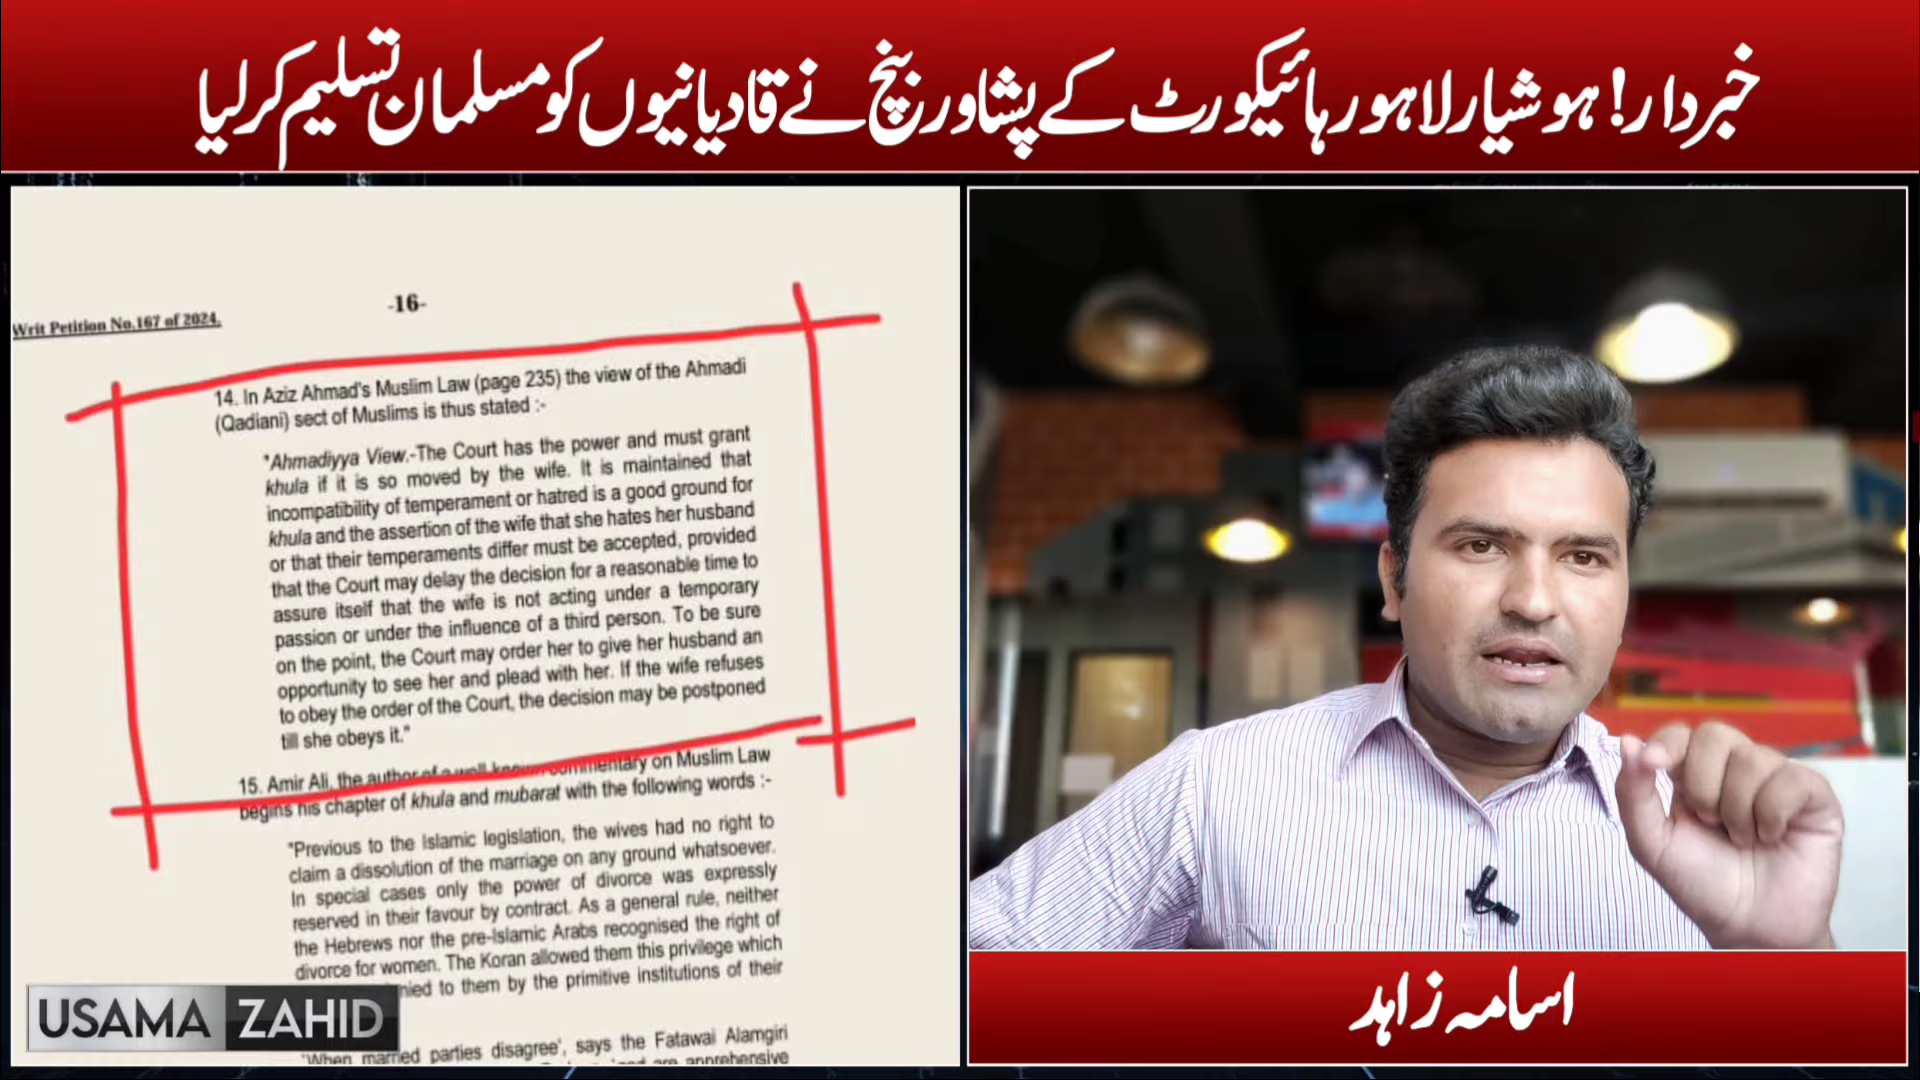 خبردار! ہوشیار لاہور ہائیکورٹ کے پشاور بنچ نے قادیانیوں کو مسلمان تسلیم کر لیا
-16-
Writ Petition No.167 of 2024.
14. In Aziz Ahmad's Muslim Law (page 235) the view of the Ahmadi
(Qadiani) sect of Muslims is thus stated :-
"Ahmadiyya View.-The Court has the power and must grant
khula if it is so moved by the wife. It is maintained that
incompatibility of temperament or hatred is a good ground for
khula and the assertion of the wife that she hates her husband
or that their temperaments differ must be accepted, provided
that the Court may delay the decision for a reasonable time to
assure itself that the wife is not acting under a temporary
passion or under the influence of a third person. To be sure
on the point, the Court may order her to give her husband an
opportunity to see her and plead with her. If the wife refuses
to obey the order of the Court, the decision may be postponed
till she obeys it."
15. Amir Ali, the author of a well-known commentary on Muslim Law
begins his chapter of khula and mubarat with the following words :-
"Previous to the Islamic legislation, the wives had no right to
claim a dissolution of the marriage on any ground whatsoever.
In special cases only the power of divorce was expressly
reserved in their favour by contract. As a general rule, neither
the Hebrews nor the pre-Islamic Arabs recognised the right of
divorce for women. The Koran allowed them this privilege which
to them by the primitive institutions of their
'When married parties disagree', says the Fatawai Alamgiri
are apprehensive
USAMA ZAHID
اسامہ زاہد